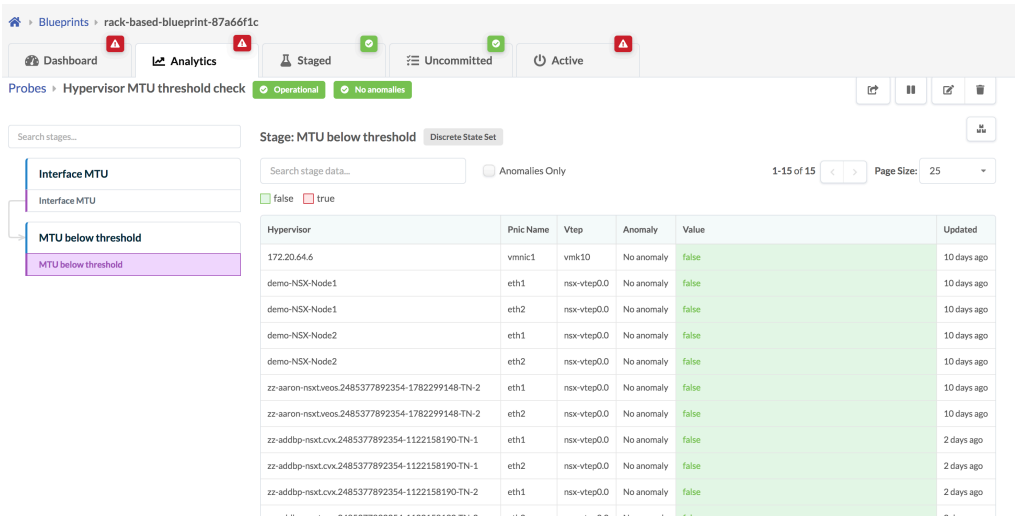 Blueprints rack-based-blueprint-87a66f1c
Dashboard Analytics Staged Uncommitted Active
Probes Hypervisor MTU threshold check Operational No anomalies
Search stages...
Interface MTU
Interface MTU
MTU below threshold
MTU below threshold
Stage: MTU below threshold Discrete State Set
Search stage data... Anomalies Only 1-15 of 15 Page Size: 25
false true
Hypervisor Pnic Name Vtep Anomaly Value Updated
172.20.64.6 vmnic1 vmk10 No anomaly false 10 days ago
demo-NSX-Node1 eth1 nsx-vtep0.0 No anomaly false 10 days ago
demo-NSX-Node1 eth2 nsx-vtep0.0 No anomaly false 10 days ago
demo-NSX-Node2 eth1 nsx-vtep0.0 No anomaly false 10 days ago
demo-NSX-Node2 eth2 nsx-vtep0.0 No anomaly false 10 days ago
zz-aaron-nsxt.veos.2485377892354-1782299148-TN-2 eth1 nsx-vtep0.0 No anomaly false 10 days ago
zz-aaron-nsxt.veos.2485377892354-1782299148-TN-2 eth2 nsx-vtep0.0 No anomaly false 10 days ago
zz-addbp-nsxt.cvx.2485377892354-1122158190-TN-1 eth1 nsx-vtep0.0 No anomaly false 2 days ago
zz-addbp-nsxt.cvx.2485377892354-1122158190-TN-1 eth2 nsx-vtep0.0 No anomaly false 2 days ago
zz-addbp-nsxt.cvx.2485377892354-1122158190-TN-2 eth1 nsx-vtep0.0 No anomaly false 2 days ago